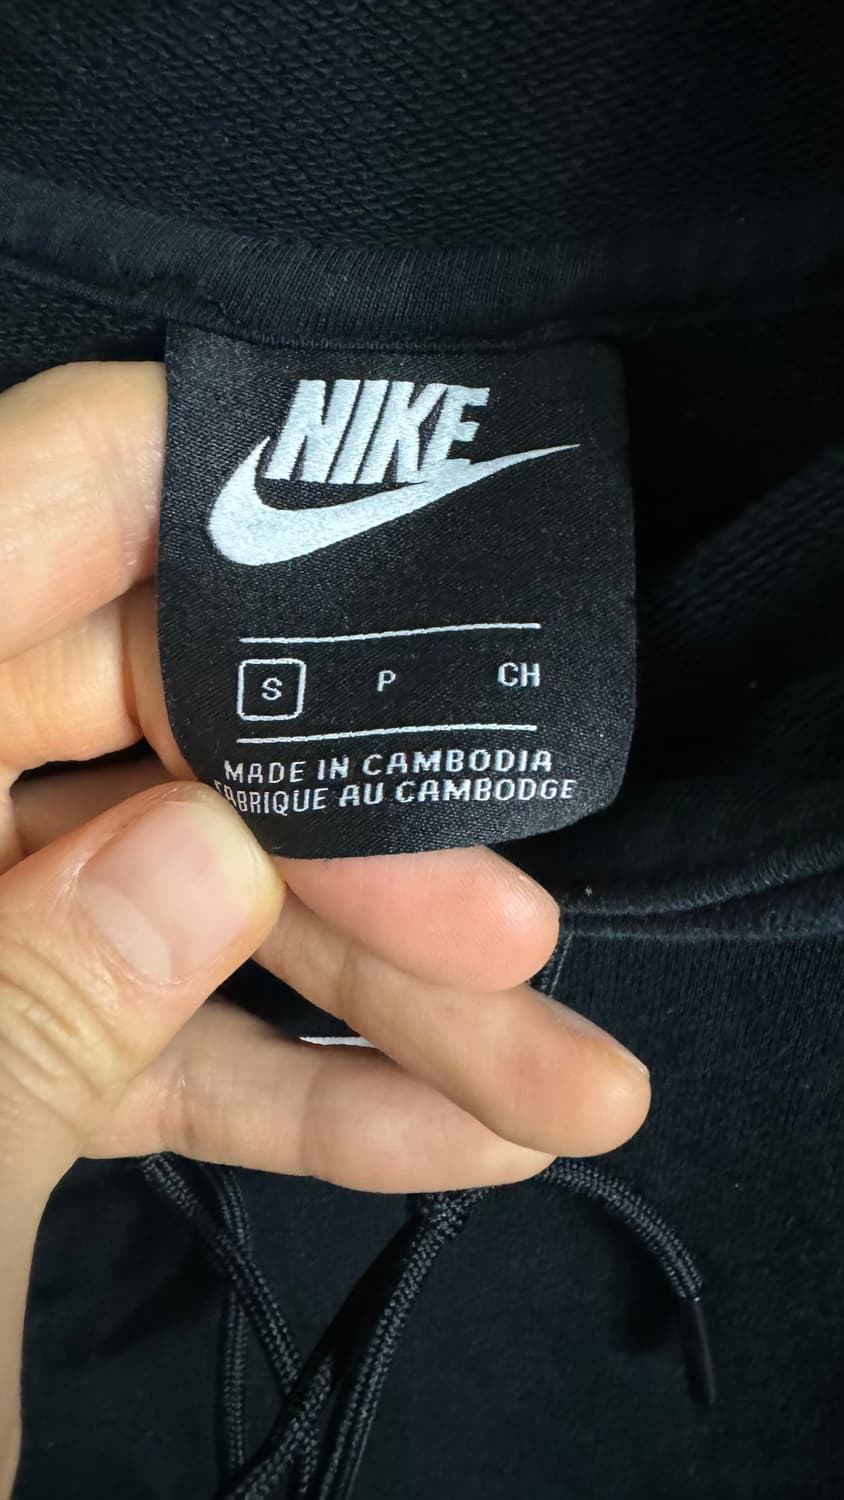 NIKE
S P CH
MADE IN CAMBODIA
FABRIQUE AU CAMBODGE